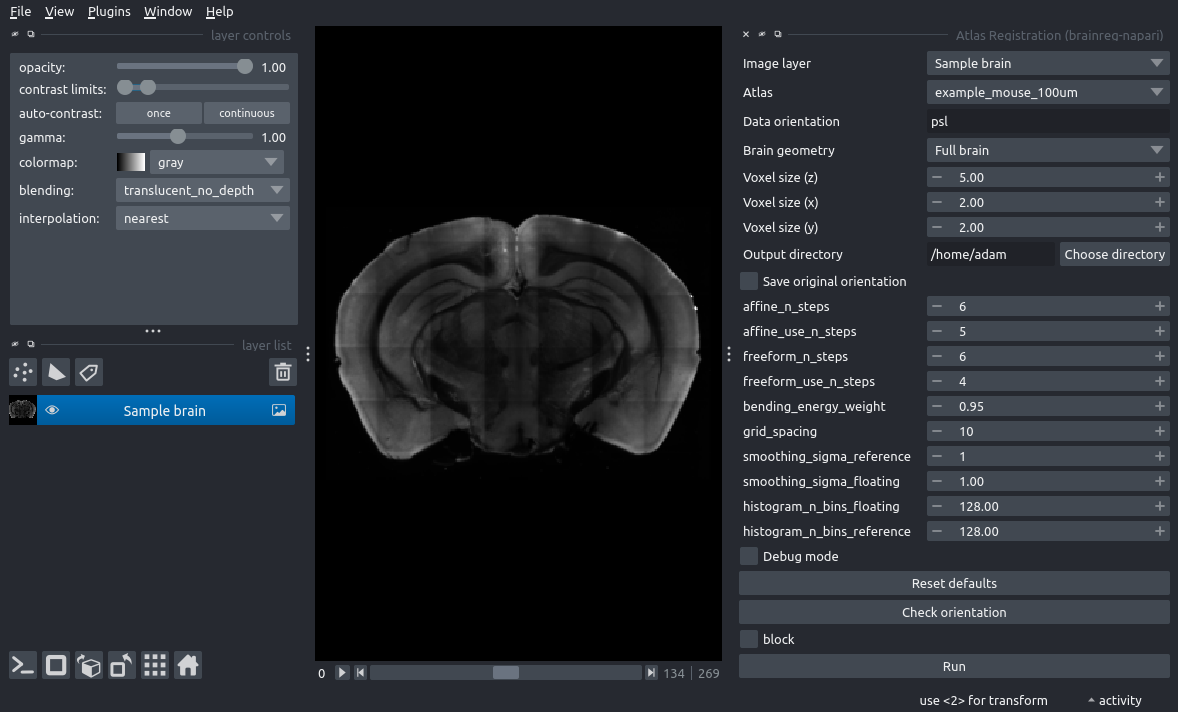 File View Plugins Window Help
layer controls
opacity: 1.00
contrast limits:
auto-contrast: once continuous
gamma: 1.00
colormap: gray
blending: translucent_no_depth
interpolation: nearest
layer list
Sample brain
0 134 269
Atlas Registration (brainreg-napari)
Image layer Sample brain
Atlas example_mouse_100um
Data orientation psl
Brain geometry Full brain
Voxel size (z) 5.00
Voxel size (x) 2.00
Voxel size (y) 2.00
Output directory /home/adam Choose directory
Save original orientation
affine_n_steps 6
affine_use_n_steps 5
freeform_n_steps 6
freeform_use_n_steps 4
bending_energy_weight 0.95
grid_spacing 10
smoothing_sigma_reference 1
smoothing_sigma_floating 1.00
histogram_n_bins_floating 128.00
histogram_n_bins_reference 128.00
Debug mode
Reset defaults
Check orientation
block
Run
use <2> for transform activity